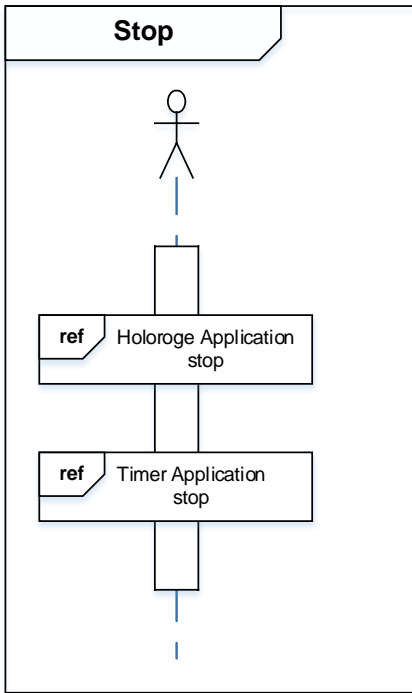 Stop
ref
Holoroge Application
stop
ref
Timer Application
stop